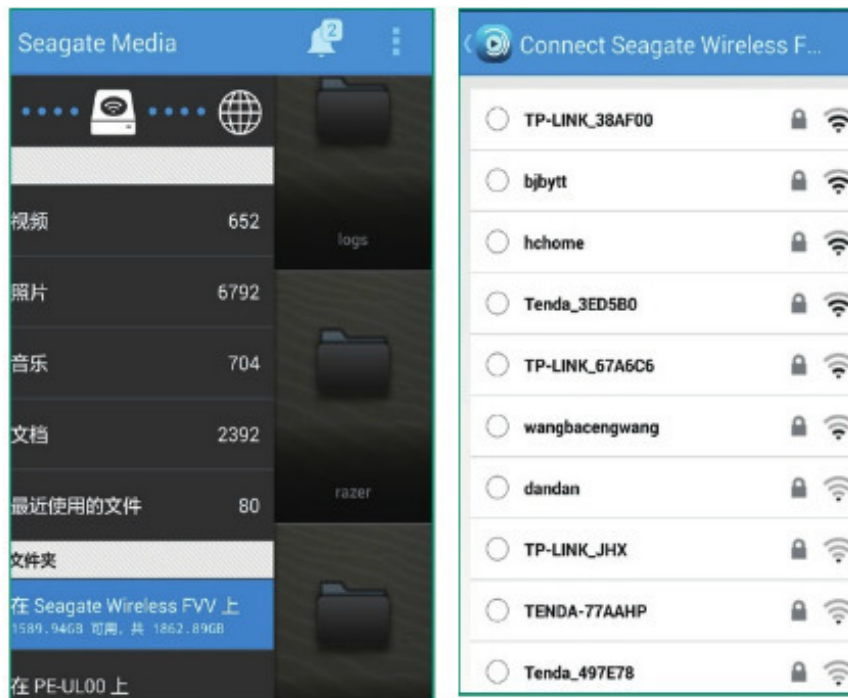 Seagate Media
2
视频 652
照片 6792
音乐 704
文档 2392
最近使用的文件 80
文件夹
在 Seagate Wireless FVV 上
1589.94GB 可用，共 1862.89GB
在 PE-UL00 上
logs
razer
Connect Seagate Wireless F...
TP-LINK_38AF00
bjbytt
hchome
Tenda_3ED5B0
TP-LINK_67A6C6
wangbacengwang
dandan
TP-LINK_JHX
TENDA-77AAHP
Tenda_497E78